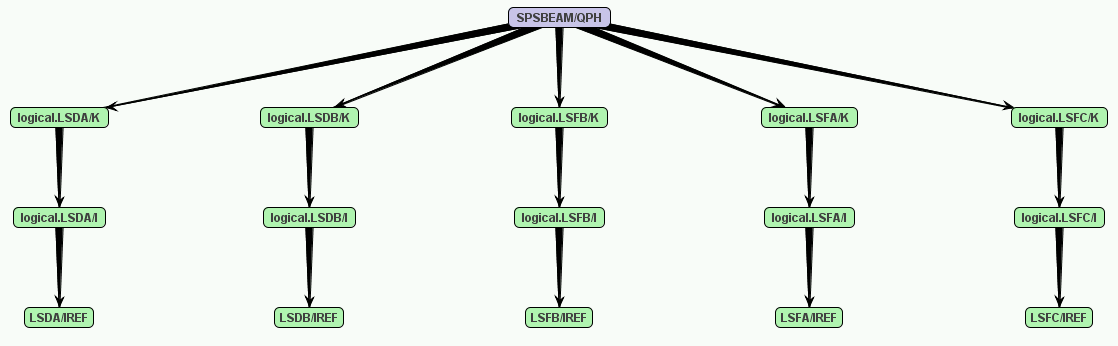 SPSBEAM/QPH
logical.LSDA/K
logical.LSDB/K
logical.LSFB/K
logical.LSFA/K
logical.LSFC/K
logical.LSDA/I
logical.LSDB/I
logical.LSFB/I
logical.LSFA/I
logical.LSFC/I
LSDA/IREF
LSDB/IREF
LSFB/IREF
LSFA/IREF
LSFC/IREF